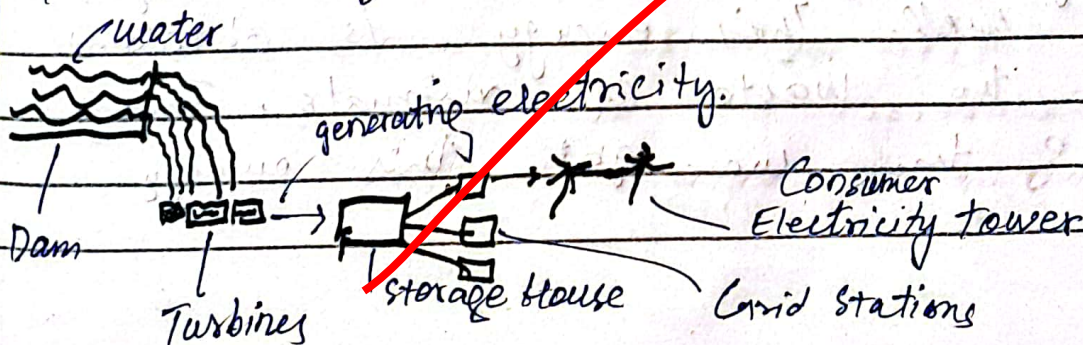 water
generating electricity.
Consumer
Electricity tower
Dam
Storage House
Grid Stations
Turbines